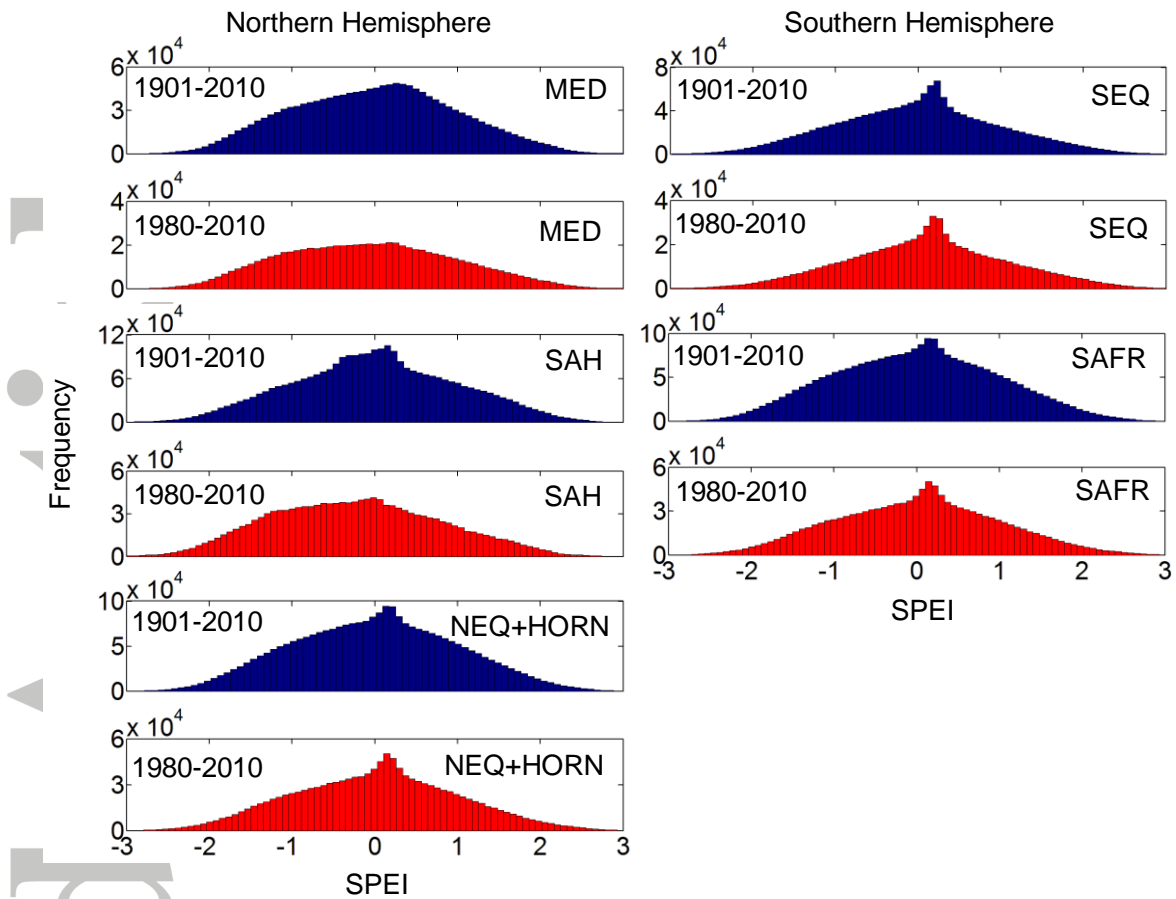 Northern Hemisphere
Southern Hemisphere
Frequency
x 10^4
6
3
0
1901-2010
MED
x 10^4
4
2
0
1980-2010
MED
x 10^4
12
6
0
1901-2010
SAH
x 10^4
6
3
0
1980-2010
SAH
x 10^4
10
5
0
1901-2010
NEQ+HORN
x 10^4
6
3
0
1980-2010
NEQ+HORN
-3 -2 -1 0 1 2 3
SPEI
x 10^4
8
4
0
1901-2010
SEQ
x 10^4
4
2
0
1980-2010
SEQ
x 10^4
10
5
0
1901-2010
SAFR
x 10^4
6
3
0
1980-2010
SAFR
-3 -2 -1 0 1 2 3
SPEI